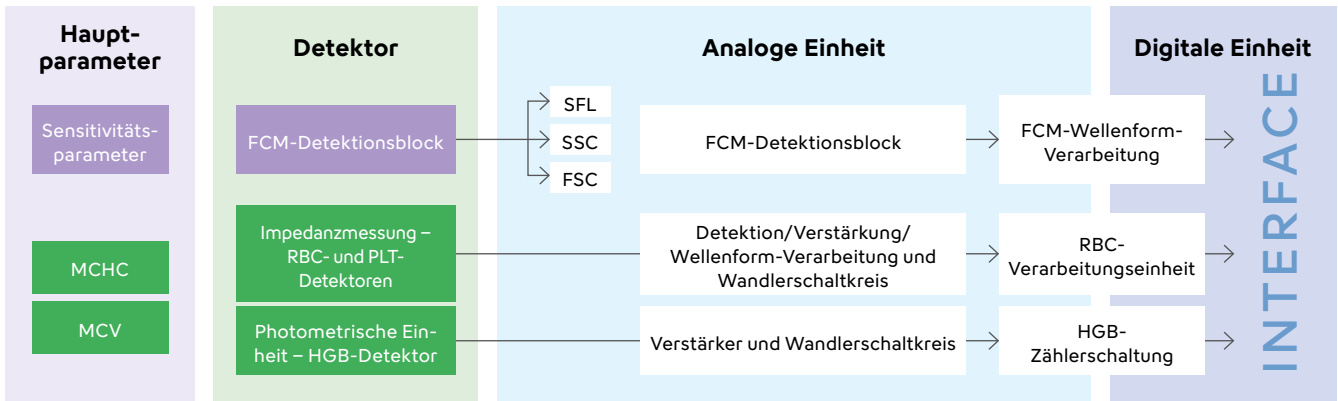 Haupt-
parameter
Detektor
Analoge Einheit
Digitale Einheit
Sensitivitäts-
parameter
FCM-Detektionsblock
SFL
SSC
FSC
FCM-Detektionsblock
FCM-Wellenform-
Verarbeitung
MCHC
MCV
Impedanzmessung –
RBC- und PLT-
Detektoren
Detektion/Verstärkung/
Wellenform-Verarbeitung und
Wandlerschaltkreis
RBC-
Verarbeitungseinheit
Photometrische Ein-
heit – HGB-Detektor
Verstärker und Wandlerschaltkreis
HGB-
Zählerschaltung
INTERFACE